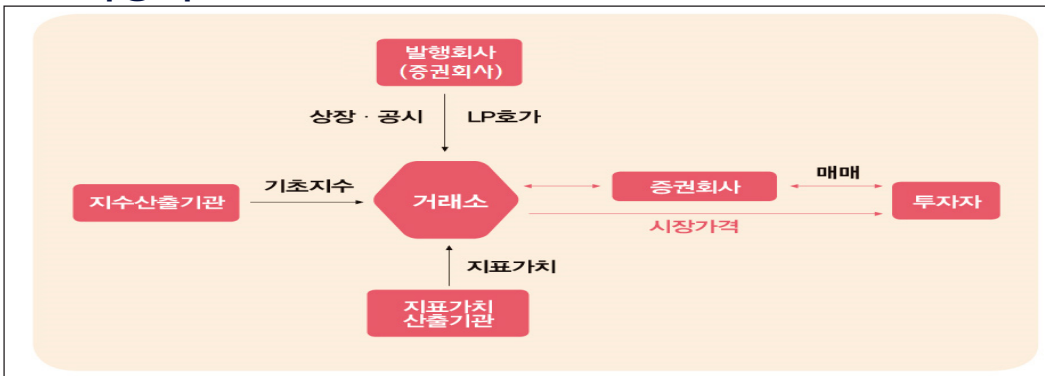 발행회사
(증권회사)
상장 · 공시
LP호가
지수산출기관
기초지수
거래소
증권회사
매매
투자자
시장가격
지표가치
지표가치
산출기관